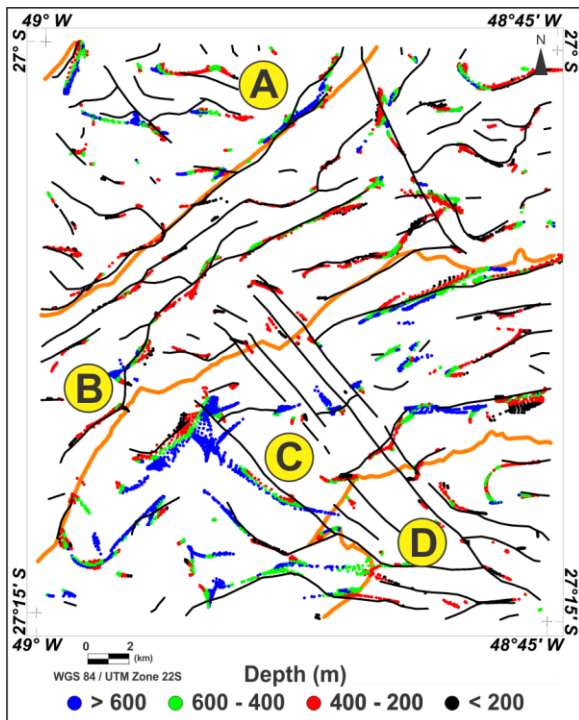 49° W
48°45' W
27° S
27° S
N
A
B
C
D
27°15' S
27°15' S
49° W
48°45' W
0 2
(km)
WGS 84 / UTM Zone 22S
Depth (m)
> 600 600 - 400 400 - 200 < 200